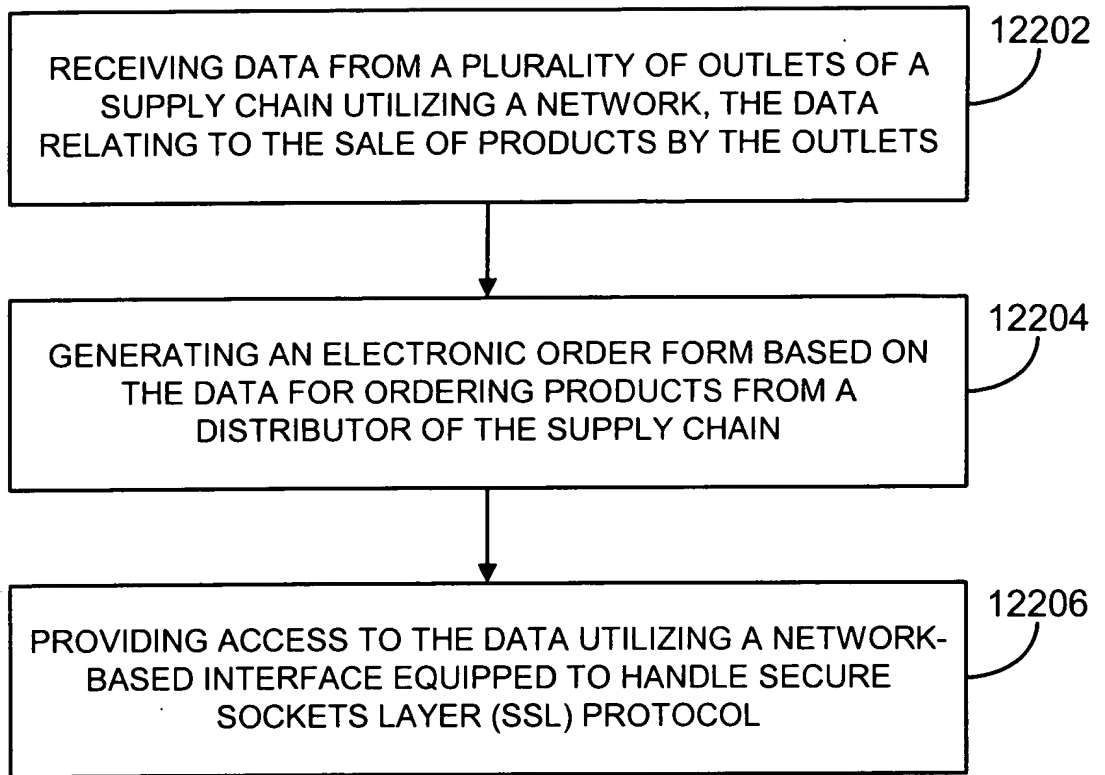 12202
RECEIVING DATA FROM A PLURALITY OF OUTLETS OF A
SUPPLY CHAIN UTILIZING A NETWORK, THE DATA
RELATING TO THE SALE OF PRODUCTS BY THE OUTLETS
12204
GENERATING AN ELECTRONIC ORDER FORM BASED ON
THE DATA FOR ORDERING PRODUCTS FROM A
DISTRIBUTOR OF THE SUPPLY CHAIN
12206
PROVIDING ACCESS TO THE DATA UTILIZING A NETWORK-
BASED INTERFACE EQUIPPED TO HANDLE SECURE
SOCKETS LAYER (SSL) PROTOCOL